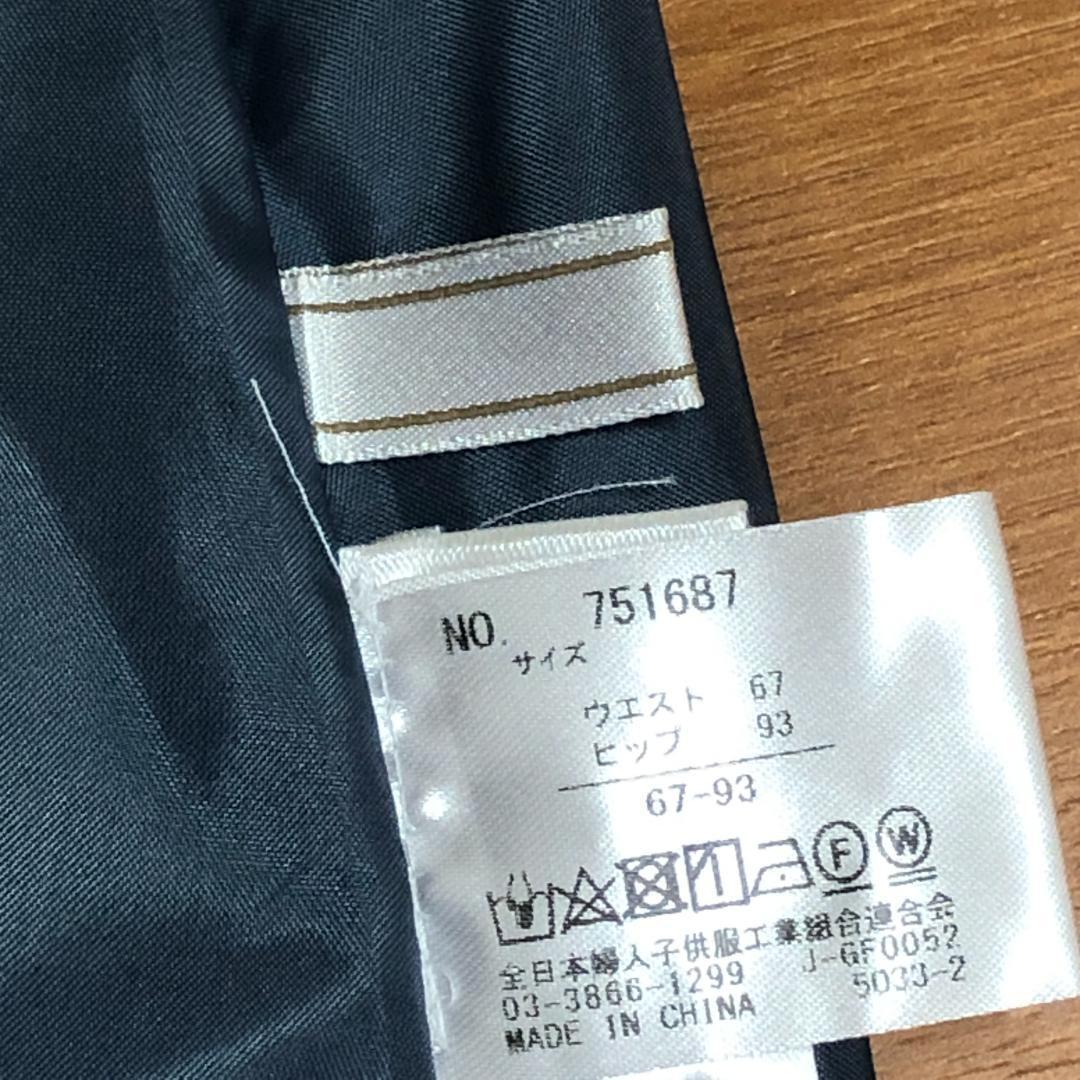 NO. 751687
サイズ
ウエスト 67
ヒップ 93
67-93
F W
全日本婦人子供服工業組合連合会
03-3866-1299 J-GF0052
5033-2
MADE IN CHINA